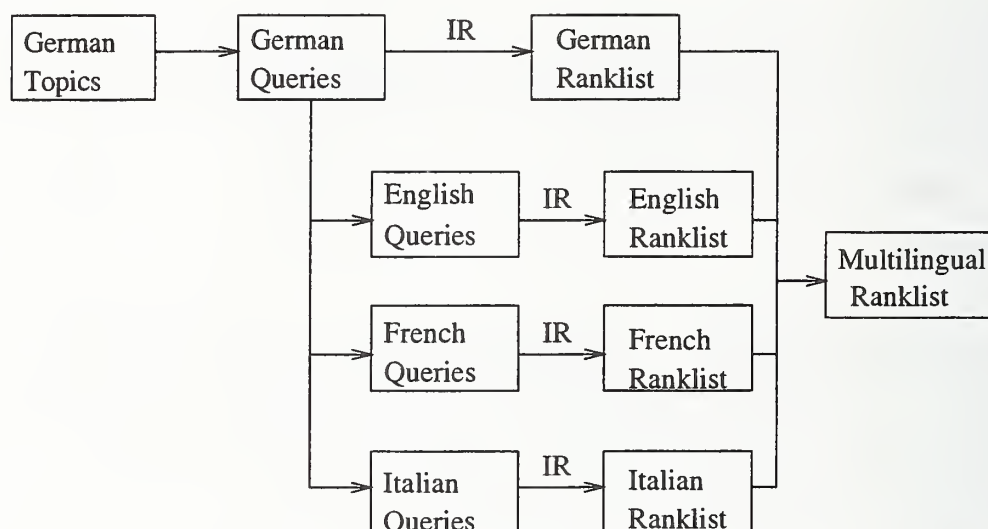 German
Topics
German
Queries
IR
German
Ranklist
English
Queries
IR
English
Ranklist
Multilingual
Ranklist
French
Queries
IR
French
Ranklist
Italian
Queries
IR
Italian
Ranklist